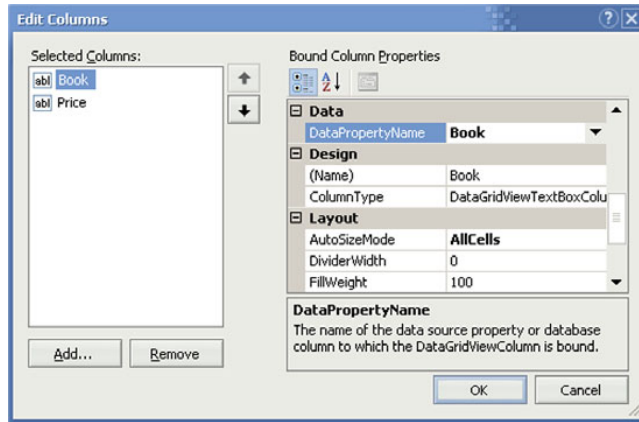 Edit Columns
Selected Columns:
abl Book
abl Price
Add...
Remove
Bound Column Properties
Data
DataPropertyName Book
Design
(Name) Book
ColumnType DataGridViewTextBoxColu
Layout
AutoSizeMode AllCells
DividerWidth 0
FillWeight 100
DataPropertyName
The name of the data source property or database
column to which the DataGridViewColumn is bound.
OK
Cancel